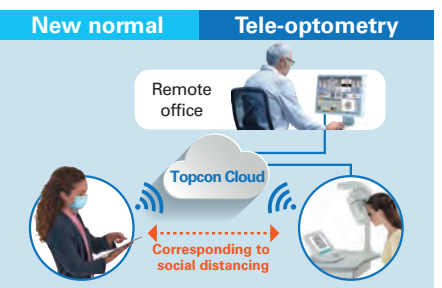 New normal
Tele-optometry
Remote
office
Topcon Cloud
Corresponding to
social distancing